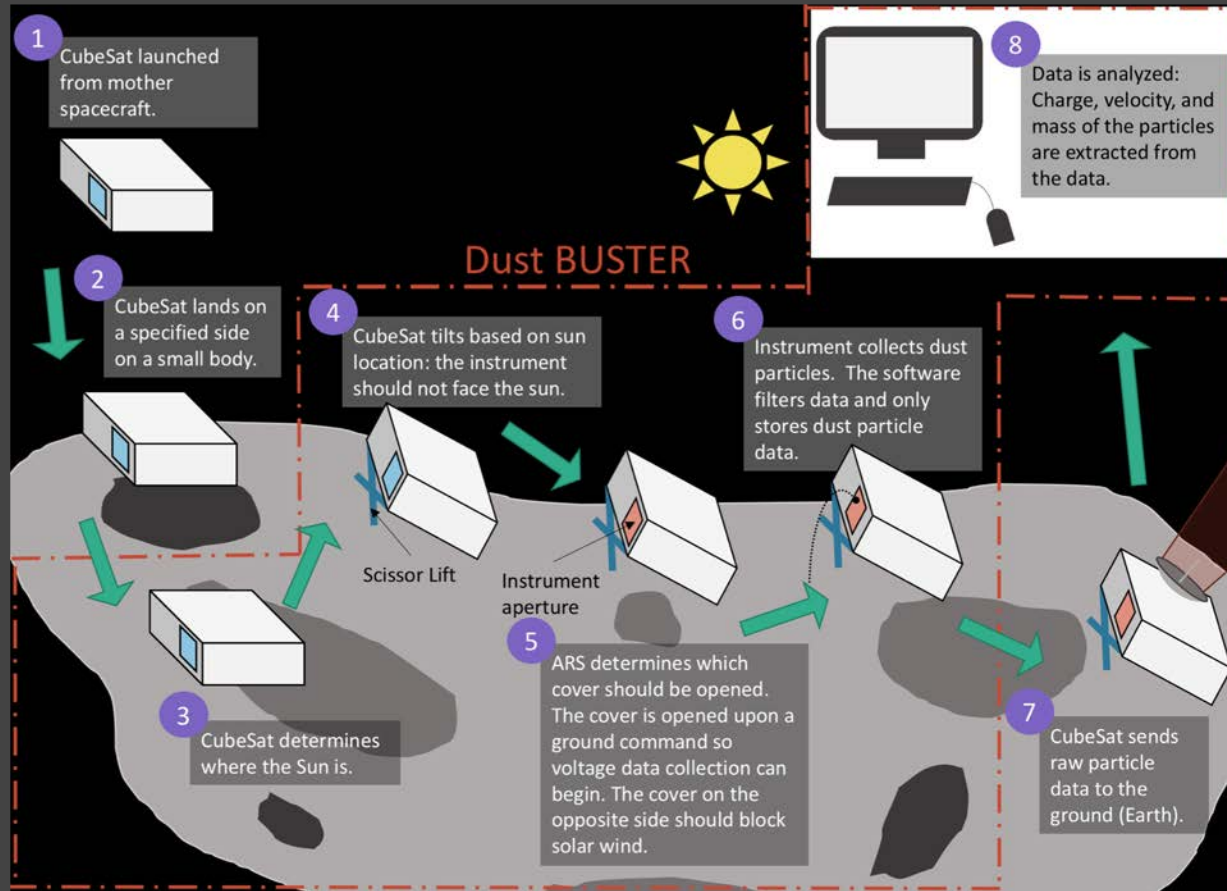 1
CubeSat launched
from mother
spacecraft.
8
Data is analyzed:
Charge, velocity, and
mass of the particles
are extracted from
the data.
Dust BUSTER
2
CubeSat lands on
a specified side
on a small body.
4
CubeSat tilts based on sun
location: the instrument
should not face the sun.
6
Instrument collects dust
particles.  The software
filters data and only
stores dust particle
data.
Scissor Lift
Instrument
aperture
3
CubeSat determines
where the Sun is.
5
ARS determines which
cover should be opened.
The cover is opened upon a
ground command so
voltage data collection can
begin. The cover on the
opposite side should block
solar wind.
7
CubeSat sends
raw particle
data to the
ground (Earth).